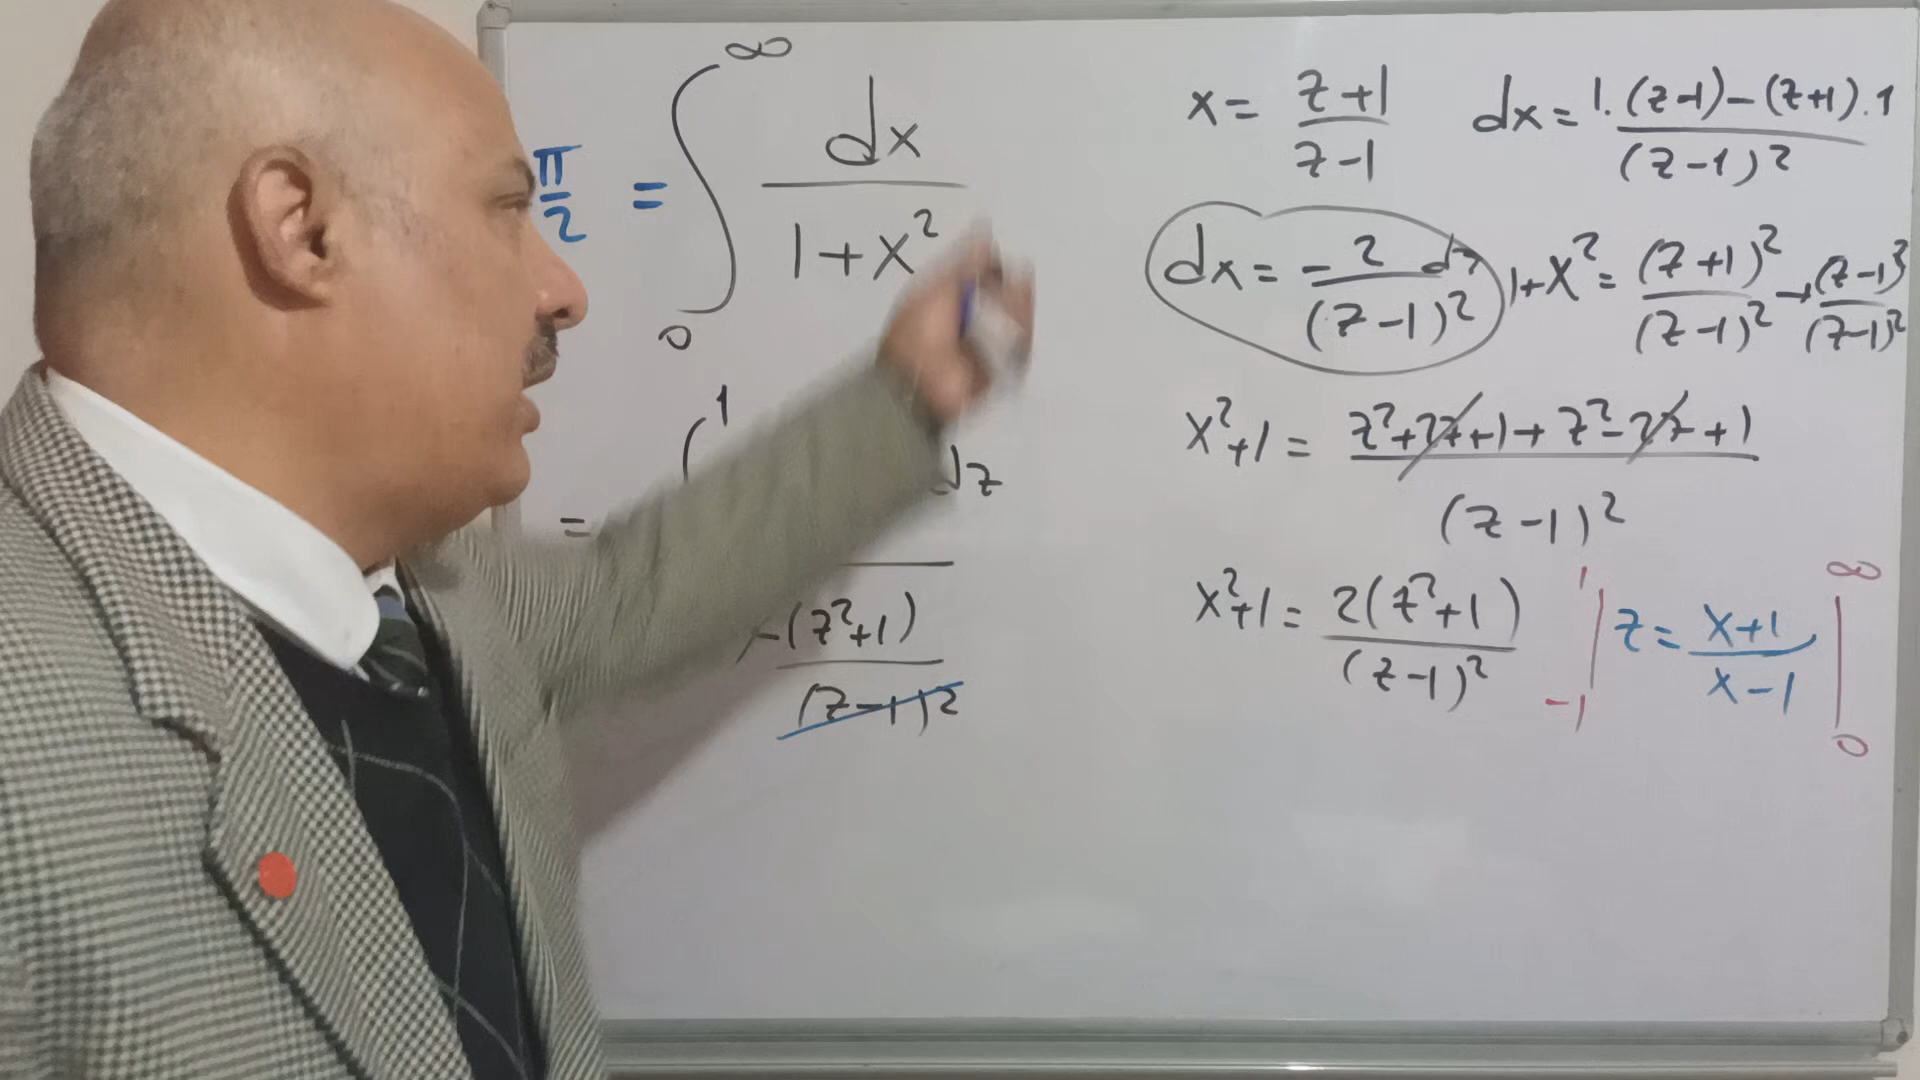 π/2 = ∫₀^∞ dx/(1+x²)
= ∫^1 dz
-(z²+1)/(z-1)²
x = (z+1)/(z-1) dx = (1.(z-1)-(z+1).1)/(z-1)²
dx = -2/(z-1)² dz 1+x² = (z+1)²/(z-1)² + (z-1)²/(z-1)²
x²+1 = (z²+2z+1+z²-2z+1)/(z-1)²
x²+1 = 2(z²+1)/(z-1)²
1 | -1 z = (x+1)/(x-1) ∞ | 0